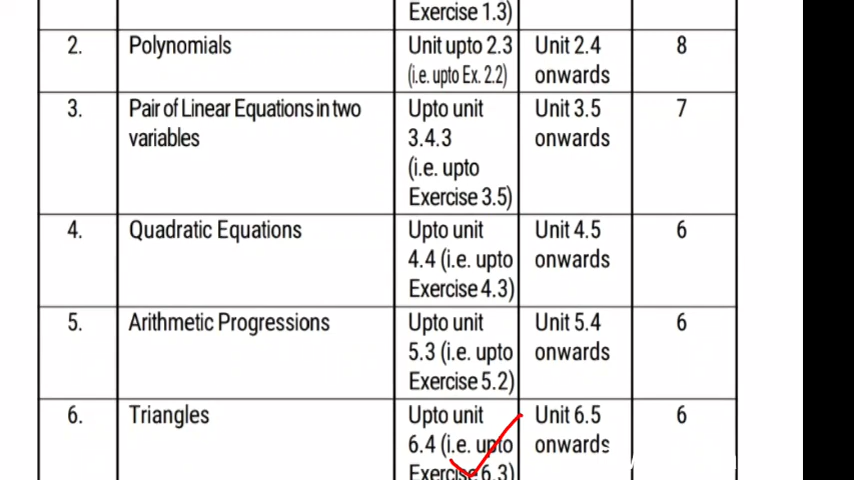 Exercise 1.3)
2. Polynomials Unit upto 2.3 Unit 2.4 8
(i.e. upto Ex. 2.2) onwards
3. Pair of Linear Equations in two Upto unit Unit 3.5 7
variables 3.4.3 onwards
(i.e. upto
Exercise 3.5)
4. Quadratic Equations Upto unit Unit 4.5 6
4.4 (i.e. upto onwards
Exercise 4.3)
5. Arithmetic Progressions Upto unit Unit 5.4 6
5.3 (i.e. upto onwards
Exercise 5.2)
6. Triangles Upto unit Unit 6.5 6
6.4 (i.e. upto onwards
Exercise 6.3)